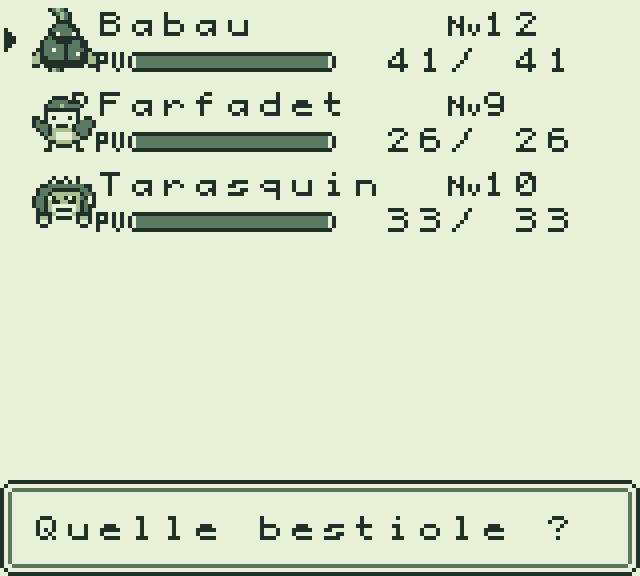 Babau Nv12
PV 41/ 41
Farfadet Nv9
PV 26/ 26
Tarasquin Nv10
PV 33/ 33
Quelle bestiole ?